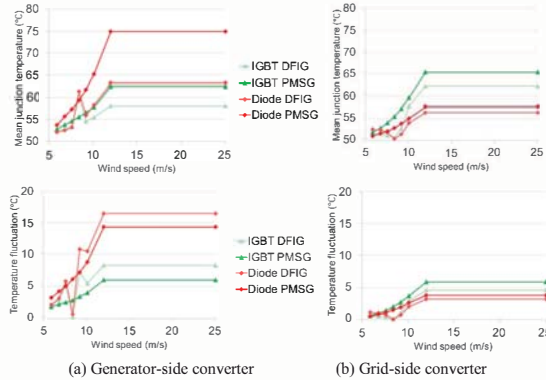 Mean junction temperature (°C)
80
75
70
65
60
55
50
5
10
15
20
25
Wind speed (m/s)
IGBT DFIG
IGBT PMSG
Diode DFIG
Diode PMSG
Mean junction temperature (°C)
80
75
70
65
60
55
50
5
10
15
20
25
Wind speed (m/s)
Temperature fluctuation (°C)
20
15
10
5
0
5
10
15
20
25
Wind speed (m/s)
IGBT DFIG
IGBT PMSG
Diode DFIG
Diode PMSG
Temperature fluctuation (°C)
20
15
10
5
0
5
10
15
20
25
Wind speed (m/s)
(a) Generator-side converter
(b) Grid-side converter